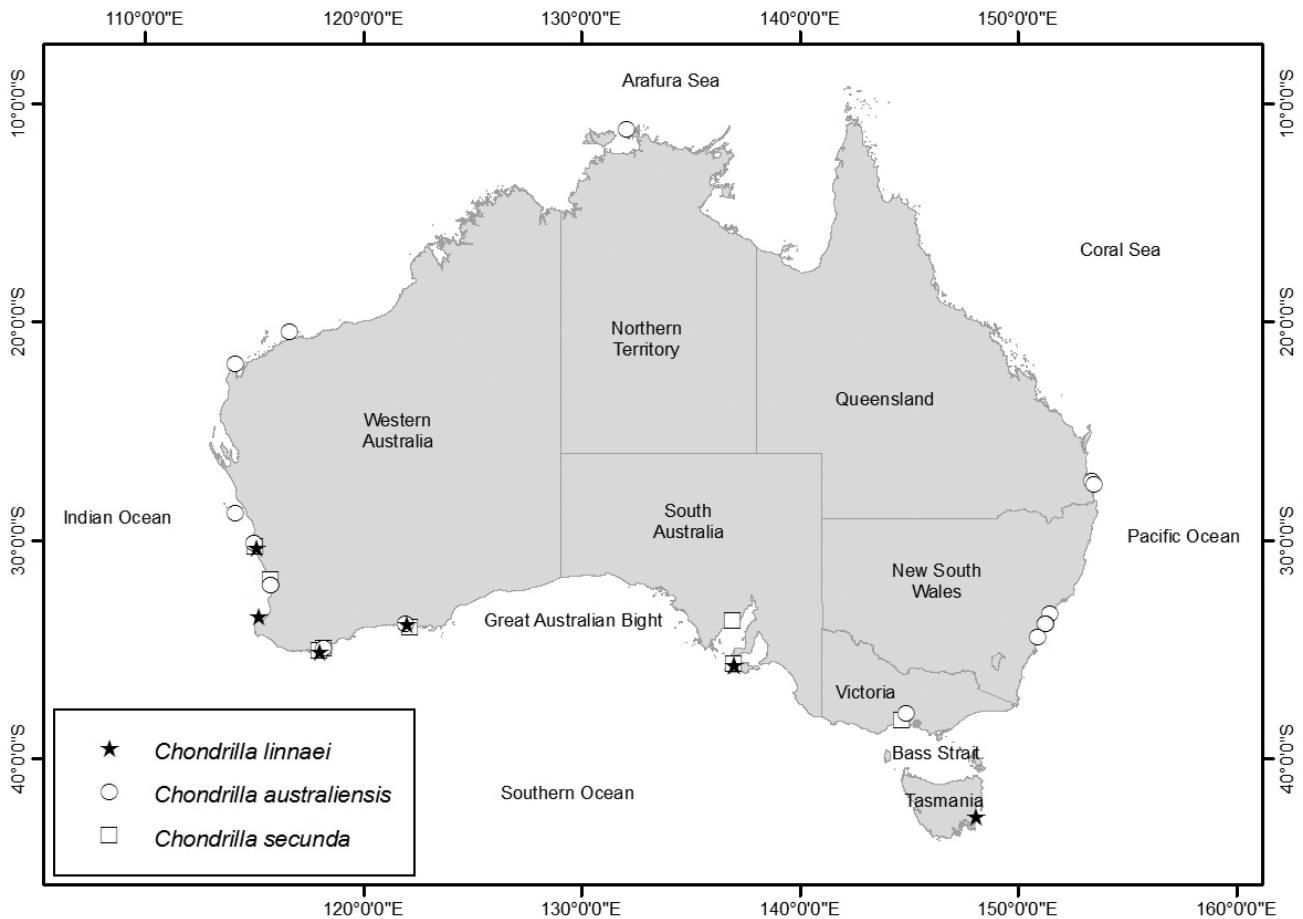 110°0'0"E 120°0'0"E 130°0'0"E 140°0'0"E 150°0'0"E
Arafura Sea
10°0'0"S
10°0'0"S
Coral Sea
20°0'0"S
20°0'0"S
Northern
Territory
Queensland
Western
Australia
Indian Ocean
South
Australia
Pacific Ocean
30°0'0"S
30°0'0"S
New South
Wales
Great Australian Bight
Victoria
Bass Strait
40°0'0"S
40°0'0"S
Southern Ocean
Tasmania
Chondrilla linnaei
Chondrilla australiensis
Chondrilla secunda
120°0'0"E 130°0'0"E 140°0'0"E 150°0'0"E 160°0'0"E